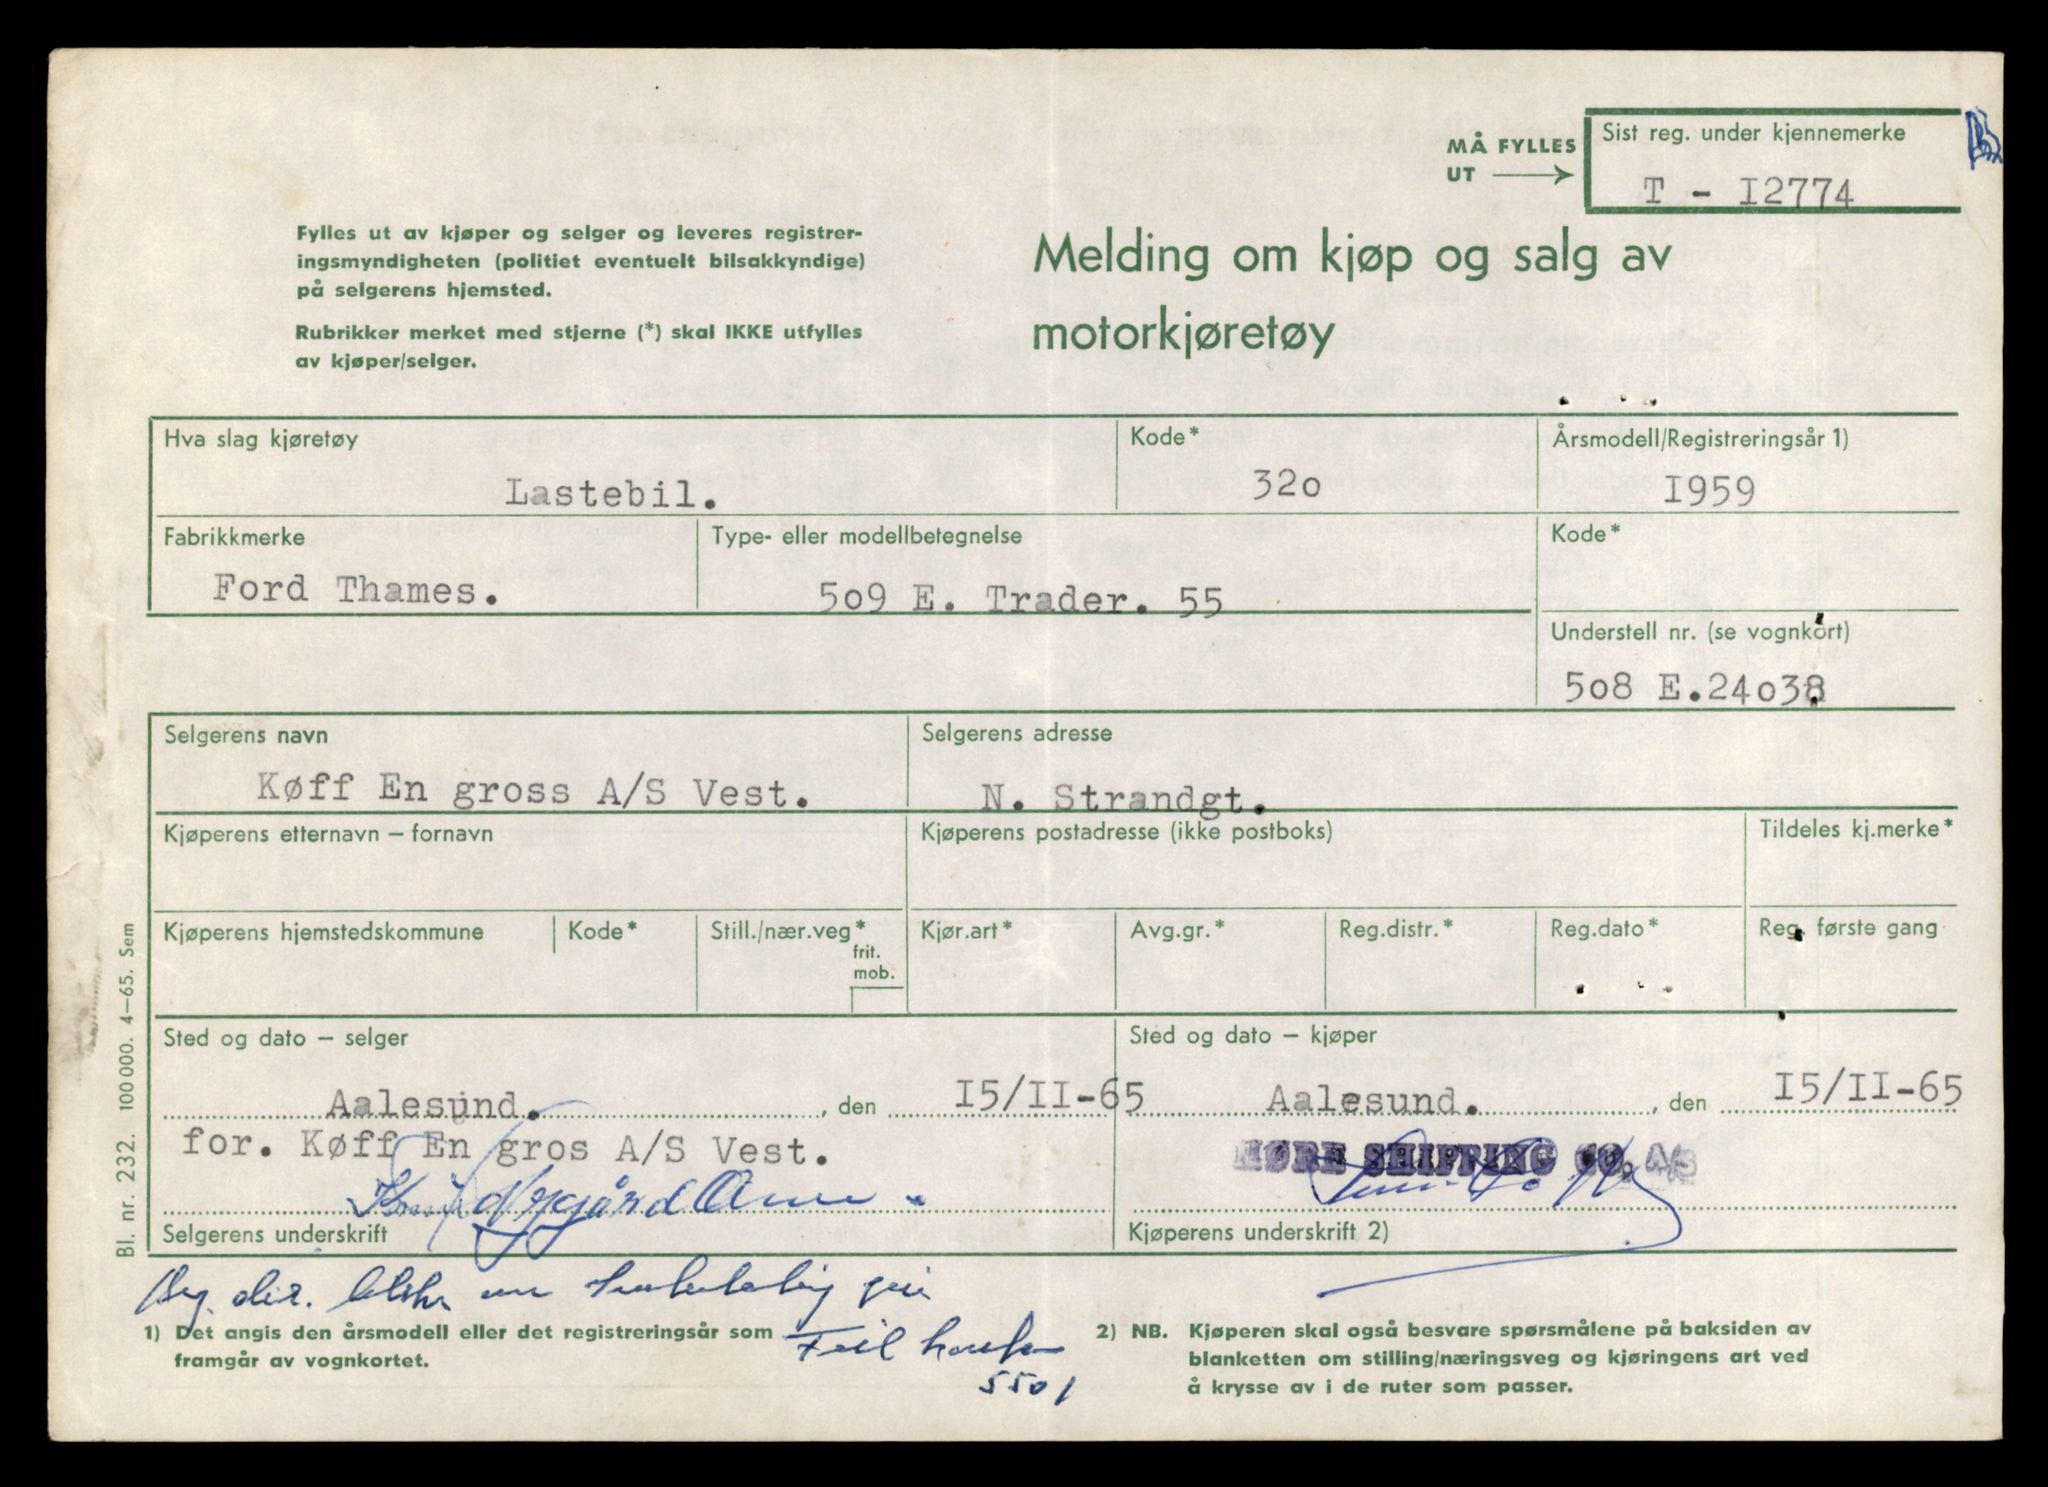 MÅ FYLLES
UT
Sist reg. under kjennemerke
T - I2774
Fylles ut av kjøper og selger og leveres registrer-
ingsmyndigheten (politiet eventuelt bilsakkyndige)
på selgerens hjemsted.
Rubrikker merket med stjerne (*) skal IKKE utfylles
av kjøper/selger.
Melding om kjøp og salg av
motorkjøretøy
Hva slag kjøretøy
Lastebil.
Kode*
32o
Årsmodell/Registreringsår 1)
I959
Fabrikkmerke
Ford Thames.
Type- eller modellbetegnelse
5o9 E. Trader. 55
Kode*
Understell nr. (se vognkort)
5o8 E.24o38
Selgerens navn
Køff En gross A/S Vest.
Selgerens adresse
N. Strandgt.
Kjøperens etternavn – fornavn
Kjøperens postadresse (ikke postboks)
Tildeles kj.merke*
Kjøperens hjemstedskommune
Kode*
Still./nær.veg*
frit.
mob.
Kjør.art*
Avg.gr.*
Reg.distr.*
Reg.dato*
Reg. første gang
Sted og dato – selger
Aalesund. , den I5/II-65
for. Køff En gros A/S Vest.
Selgerens underskrift
Sted og dato – kjøper
Aalesund. , den I5/II-65
MØRE SHIPPING CO. A/S
Kjøperens underskrift 2)
1) Det angis den årsmodell eller det registreringsår som
framgår av vognkortet.
Feil
5501
2) NB. Kjøperen skal også besvare spørsmålene på baksiden av
blanketten om stilling/næringsveg og kjøringens art ved
å krysse av i de ruter som passer.
Bl. nr. 232. 100 000. 4–65. Sem